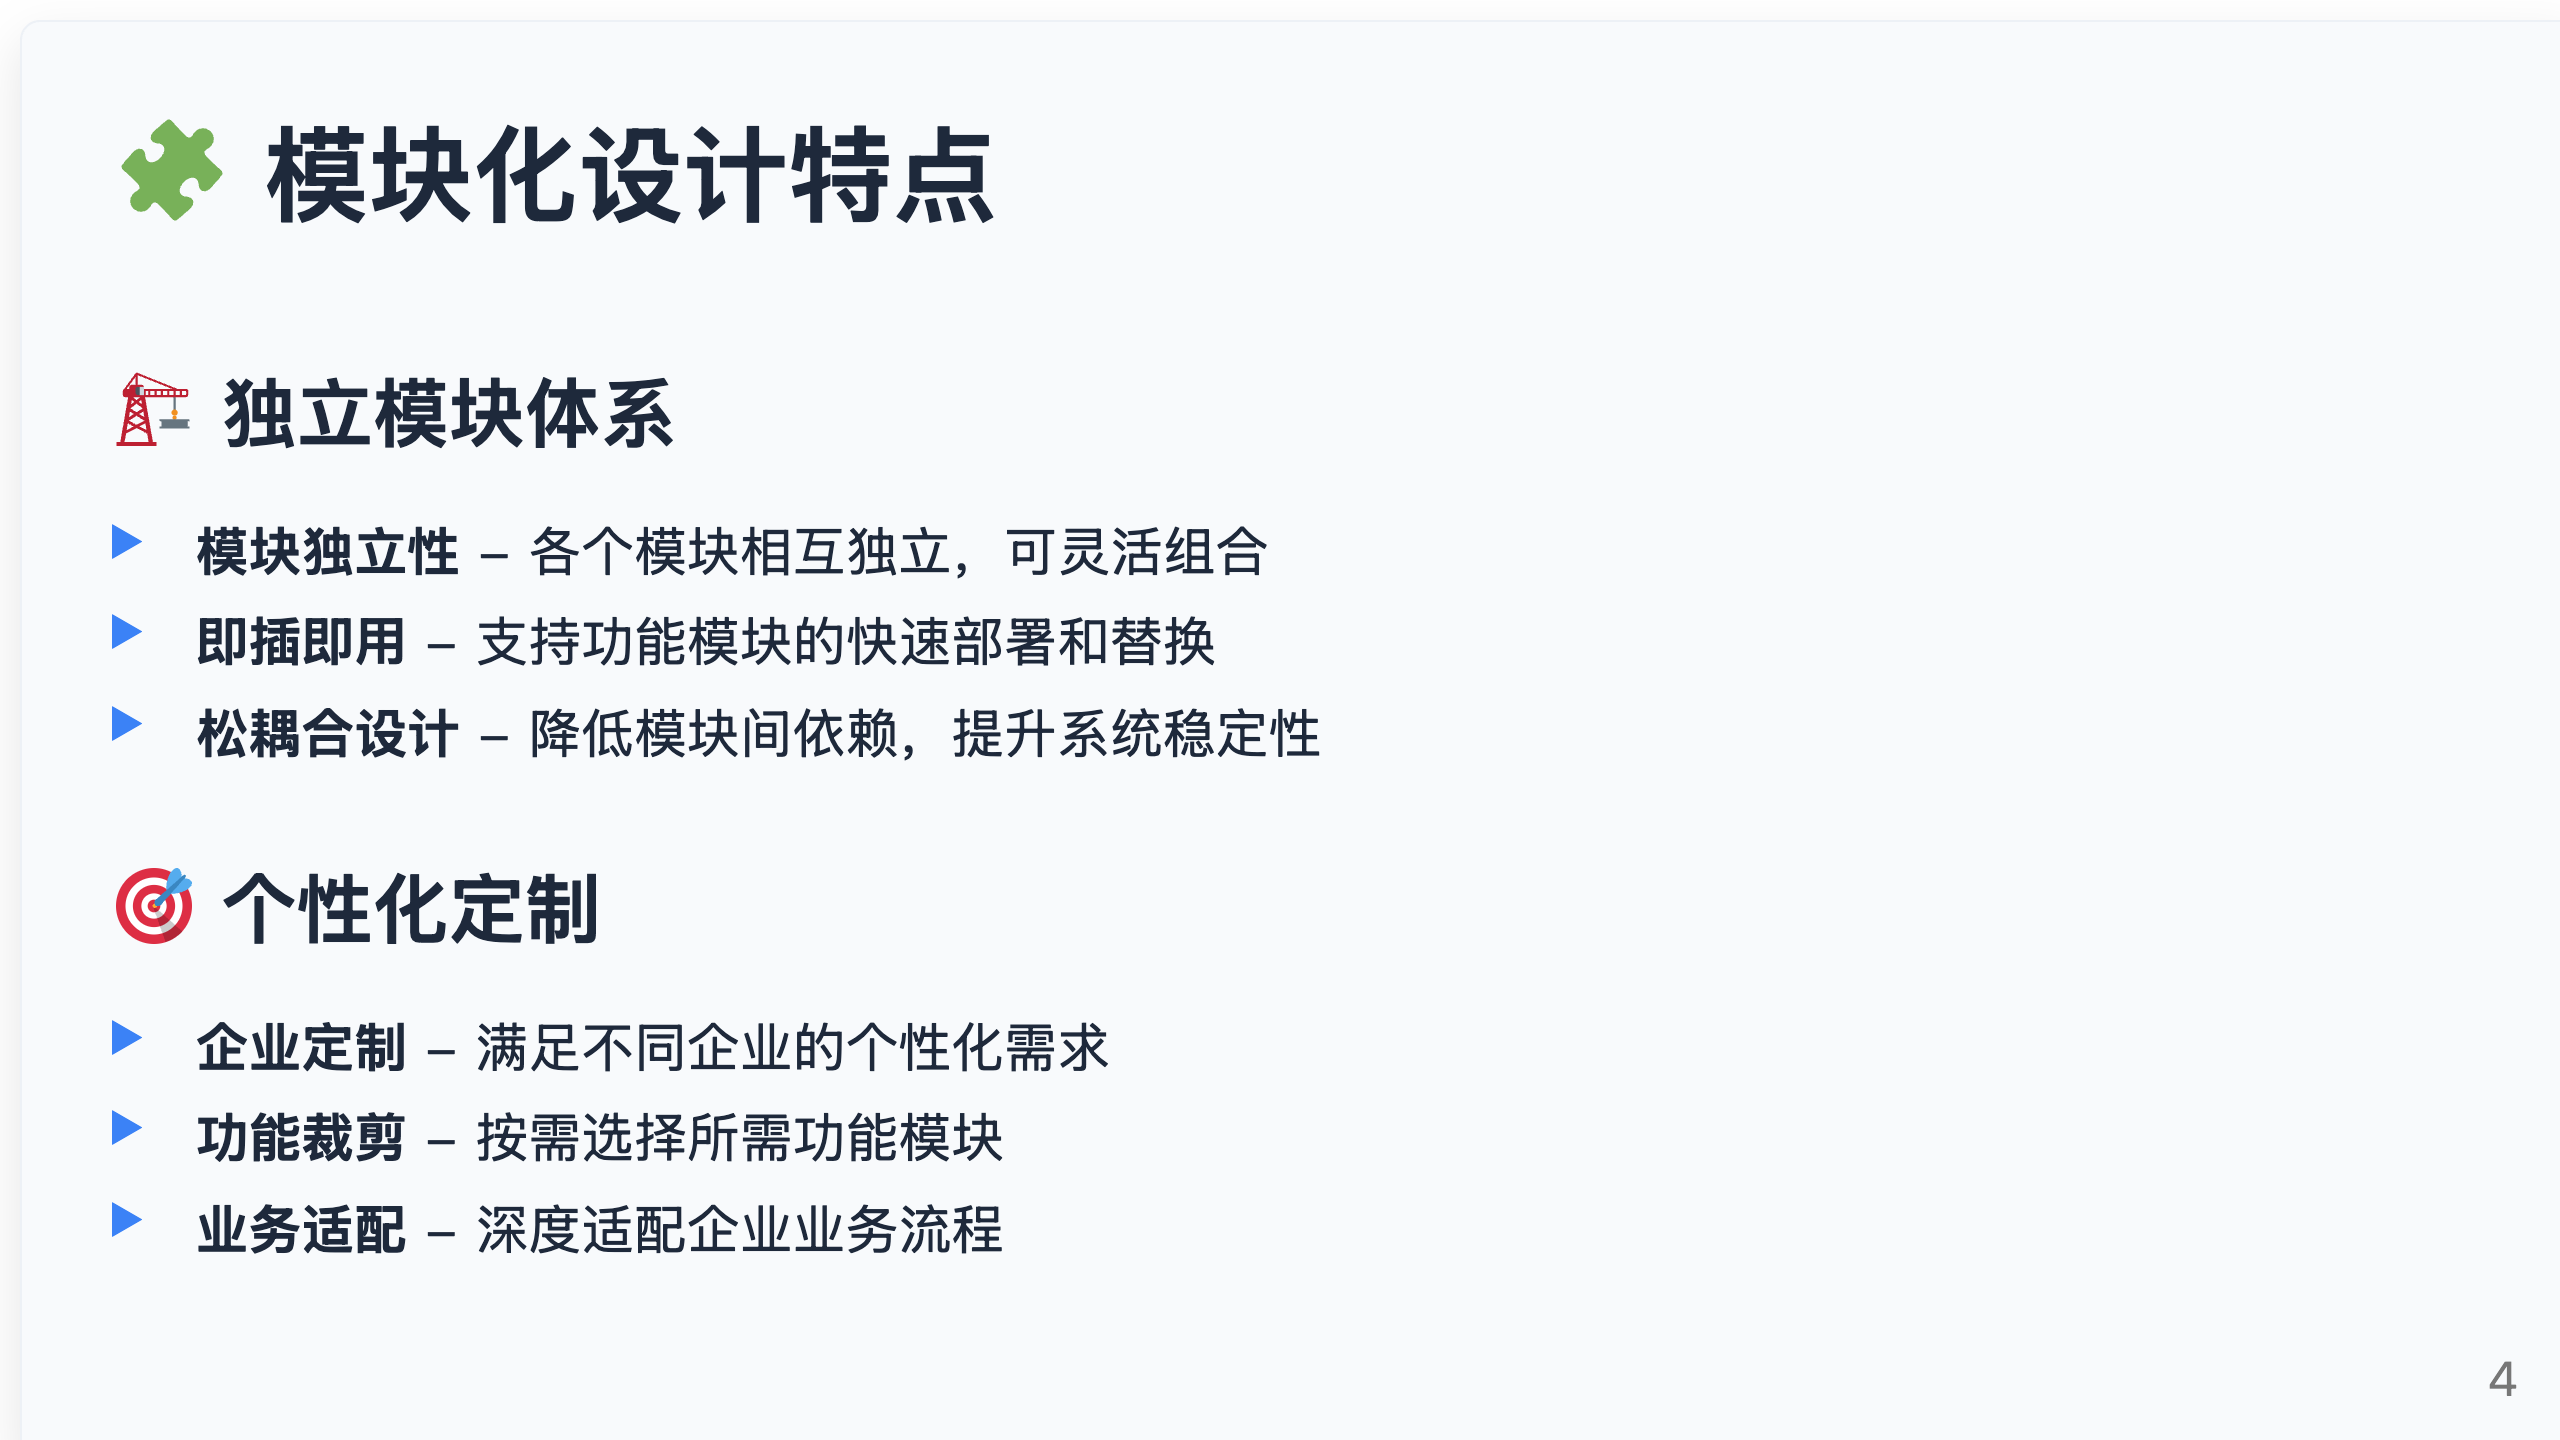 模块化设计特点
独立模块体系
模块独立性 – 各个模块相互独立，可灵活组合
即插即用 – 支持功能模块的快速部署和替换
松耦合设计 – 降低模块间依赖，提升系统稳定性
个性化定制
企业定制 – 满足不同企业的个性化需求
功能裁剪 – 按需选择所需功能模块
业务适配 – 深度适配企业业务流程
4